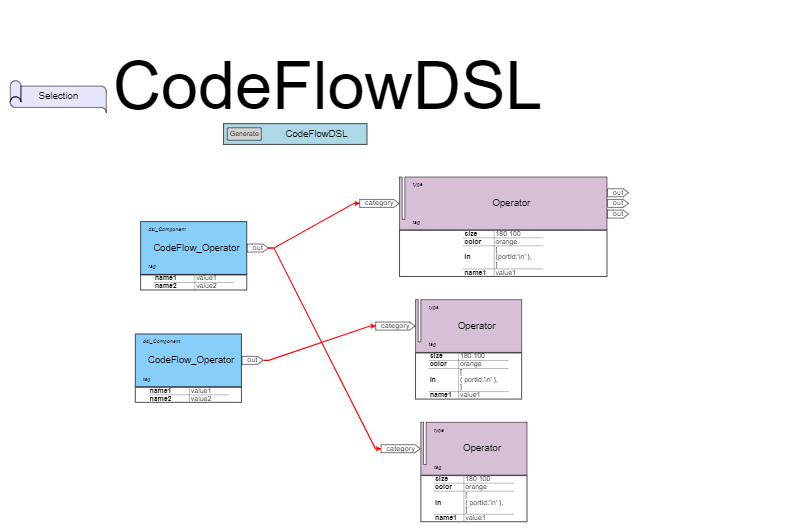 CodeFlowDSL
Selection
Generate CodeFlowDSL
type
category Operator out
out
out
tag
size 180 100
color orange
in [
{portId:'in' },
]
name1 value1
dsl_Component
CodeFlow_Operator out
tag
name1 value1
name2 value2
type
category Operator
tag
size 180 100
color orange
in [
{ portId:'in' },
]
name1 value1
dsl_Component
CodeFlow_Operator out
tag
name1 value1
name2 value2
type
category Operator
tag
size 180 100
color orange
in [
{ portId:'in' },
]
name1 value1